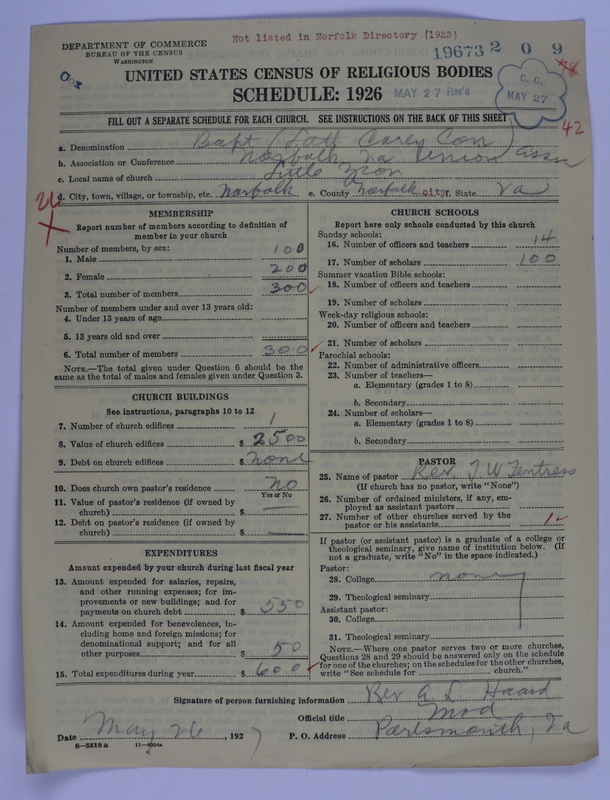 Not listed in Norfolk Directory (1923)
DEPARTMENT OF COMMERCE
BUREAU OF THE CENSUS
WASHINGTON
19673 2 0 9
UNITED STATES CENSUS OF RELIGIOUS BODIES
SCHEDULE: 1926
MAY 27 Rec'd
C. C.
MAY 27
FILL OUT A SEPARATE SCHEDULE FOR EACH CHURCH. SEE INSTRUCTIONS ON THE BACK OF THIS SHEET
42
a. Denomination Bapt / Lott Carey Con
b. Association or Conference Norfolk Va Union Assn
c. Local name of church Little Zion
d. City, town, village, or township, etc. Norfolk e. County Norfolk city f. State Va
MEMBERSHIP
Report number of members according to definition of
member in your church
Number of members, by sex:
1. Male 100
2. Female 200
3. Total number of members 300
Number of members under and over 13 years old:
4. Under 13 years of age
5. 13 years old and over
6. Total number of members 300
NOTE.—The total given under Question 6 should be
same as the total of males and females given under Question 3.
CHURCH BUILDINGS
See instructions, paragraphs 10 to 12
7. Number of church edifices 1
8. Value of church edifices $ 2500
9. Debt on church edifices $ none
10. Does church own pastor's residence no
Yes or No
11. Value of pastor's residence (if owned by
church) $ —
12. Debt on pastor's residence (if owned by
church) $ —
EXPENDITURES
Amount expended by your church during last fiscal year
13. Amount expended for salaries, repairs,
and other running expenses; for im-
provements or new buildings; and for
payments on church debt $ 550
14. Amount expended for benevolences, in-
cluding home and foreign missions; for
denominational support; and for all
other purposes $ 50
15. Total expenditures during year $ 600
CHURCH SCHOOLS
Report here only schools conducted by this church
Sunday schools:
16. Number of officers and teachers 14
17. Number of scholars 100
Summer vacation Bible schools:
18. Number of officers and teachers
19. Number of scholars
Week-day religious schools:
20. Number of officers and teachers
21. Number of scholars
Parochial schools:
22. Number of administrative officers
23. Number of teachers—
a. Elementary (grades 1 to 8)
b. Secondary
24. Number of scholars—
a. Elementary (grades 1 to 8)
b. Secondary
PASTOR
25. Name of pastor Rev. J W Fentress
(If church has no pastor, write "None")
26. Number of ordained ministers, if any, em-
ployed as assistant pastors
27. Number of other churches served by the
pastor or his assistants 1
If pastor (or assistant pastor) is a graduate of a college or
theological seminary, give name of institution below. (If
not a graduate, write "No" in the space indicated.)
Pastor:
28. College none
29. Theological seminary
Assistant pastor:
30. College
31. Theological seminary
NOTE.—Where one pastor serves two or more churches,
Questions 28 and 29 should be answered only on the schedule
for one of the churches; on the schedules for the other churches,
write "See schedule for church."
Signature of person furnishing information Rev A L
Official title Mod
Date May 26, 1927 P. O. Address Portsmouth, Va
8—5518 a